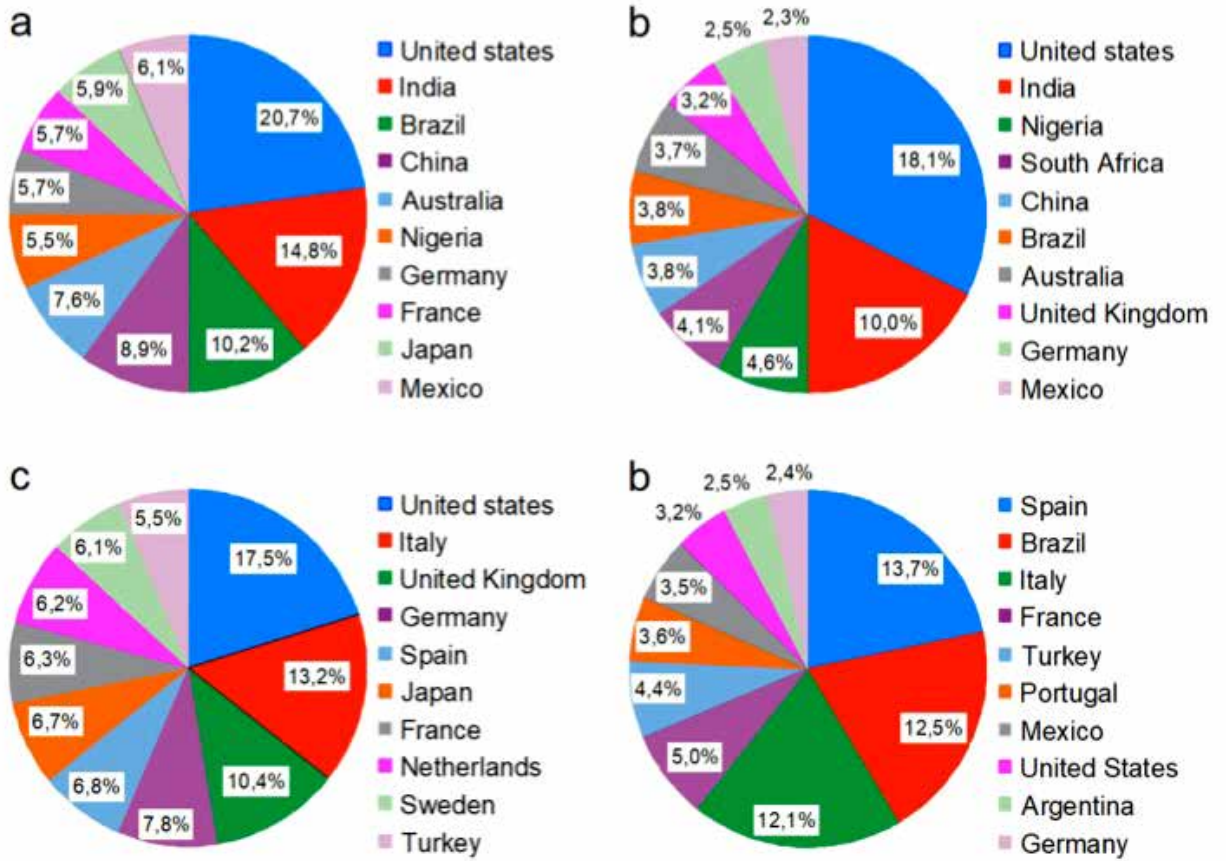 a
6,1%
5,9%
5,7%
5,7%
5,5%
7,6%
8,9%
10,2%
14,8%
20,7%
United states
India
Brazil
China
Australia
Nigeria
Germany
France
Japan
Mexico
b
2,3%
2,5%
3,2%
3,7%
3,8%
3,8%
4,1%
4,6%
10,0%
18,1%
United states
India
Nigeria
South Africa
China
Brazil
Australia
United Kingdom
Germany
Mexico
c
5,5%
6,1%
6,2%
6,3%
6,7%
6,8%
7,8%
10,4%
13,2%
17,5%
United states
Italy
United Kingdom
Germany
Spain
Japan
France
Netherlands
Sweden
Turkey
b
2,4%
2,5%
3,2%
3,5%
3,6%
4,4%
5,0%
12,1%
12,5%
13,7%
Spain
Brazil
Italy
France
Turkey
Portugal
Mexico
United States
Argentina
Germany